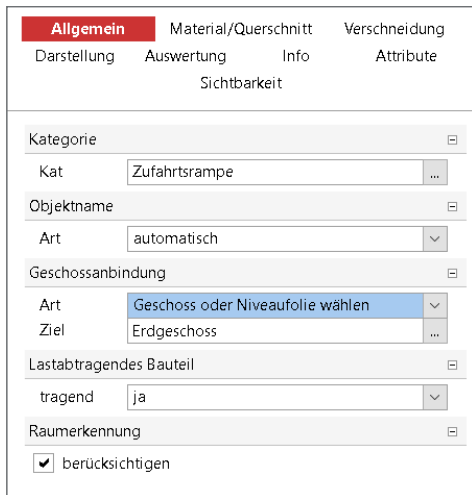 Allgemein Material/Querschnitt Verschneidung
Darstellung Auswertung Info Attribute
Sichtbarkeit
Kategorie
Kat Zufahrtsrampe ...
Objektname
Art automatisch
Geschossanbindung
Art Geschoss oder Niveaufolie wählen
Ziel Erdgeschoss ...
Lastabtragendes Bauteil
tragend ja
Raumerkennung
berücksichtigen